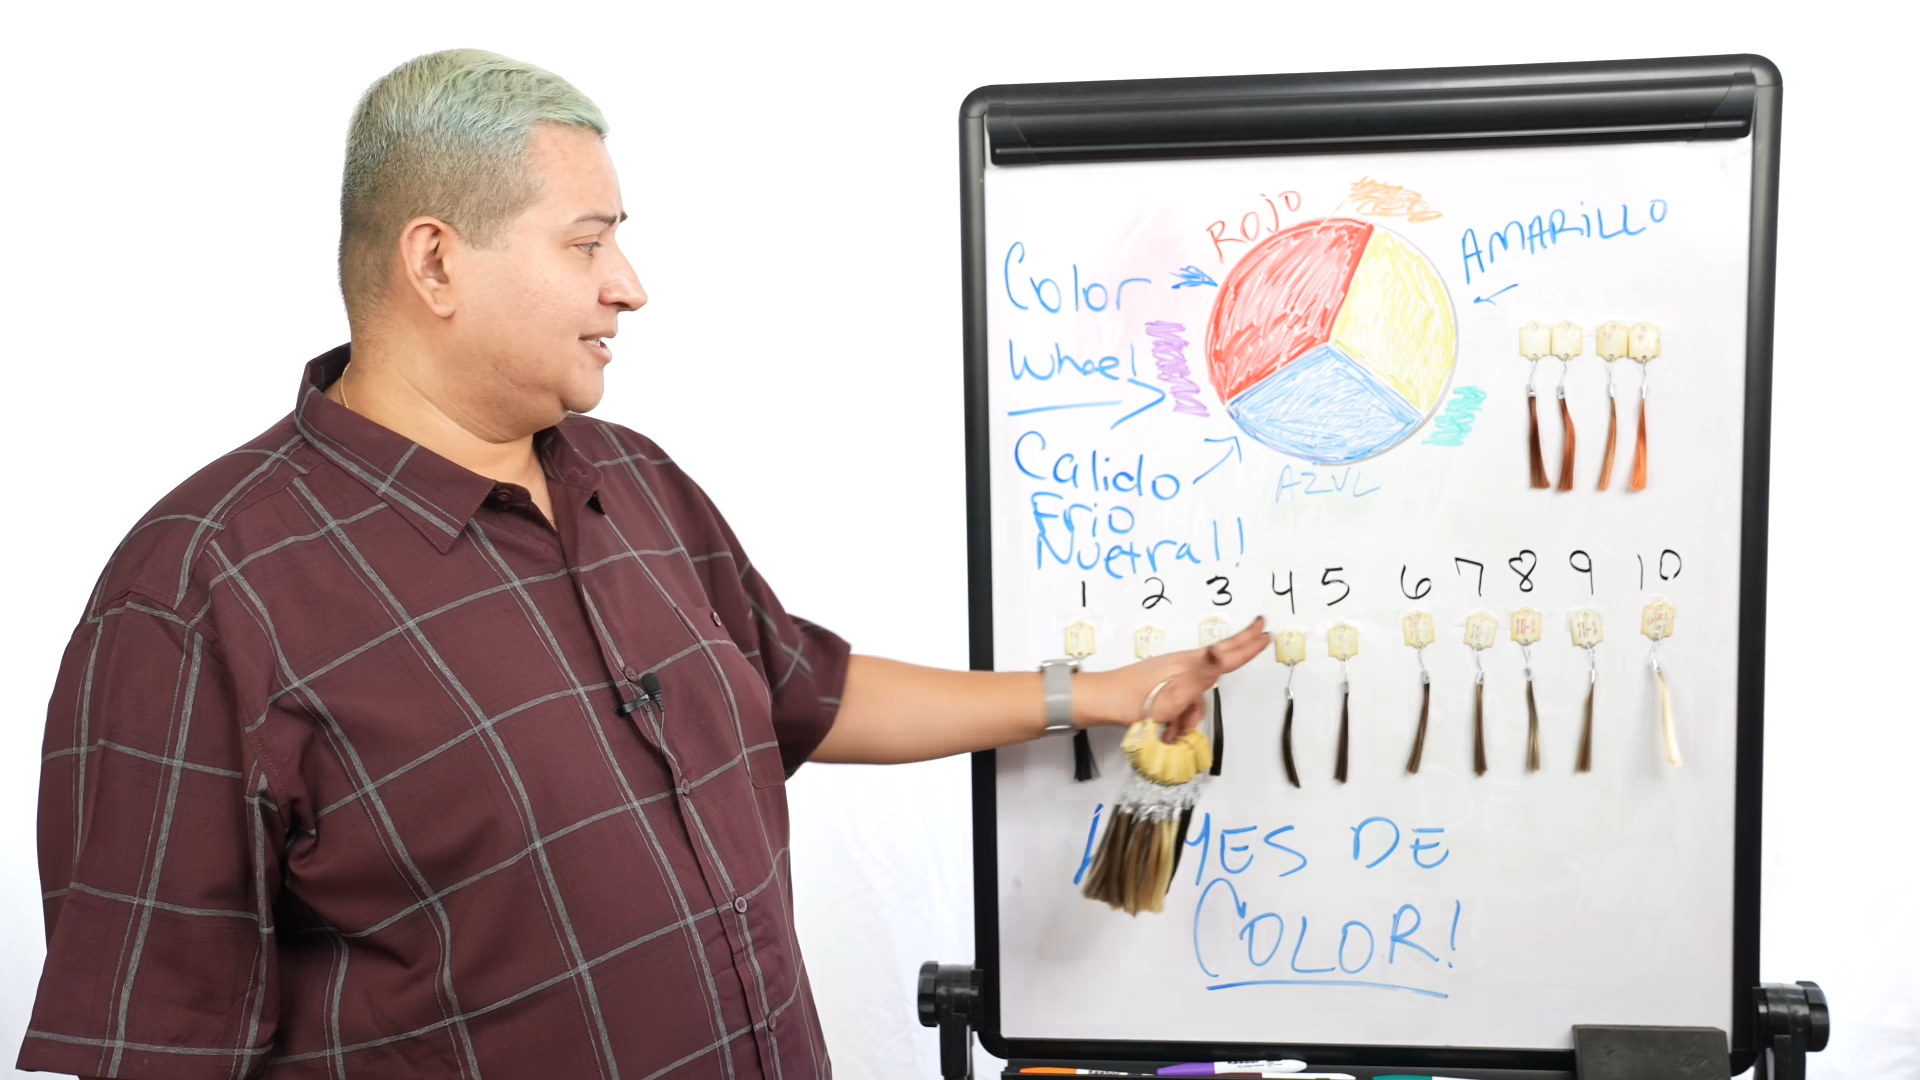 ROJO
AMARiLLO
Color
Wheel
Calido
Frio
Nuetral!!
AZUL
1 2 3 4 5 6 7 8 9 10
YES DE
COLOR!